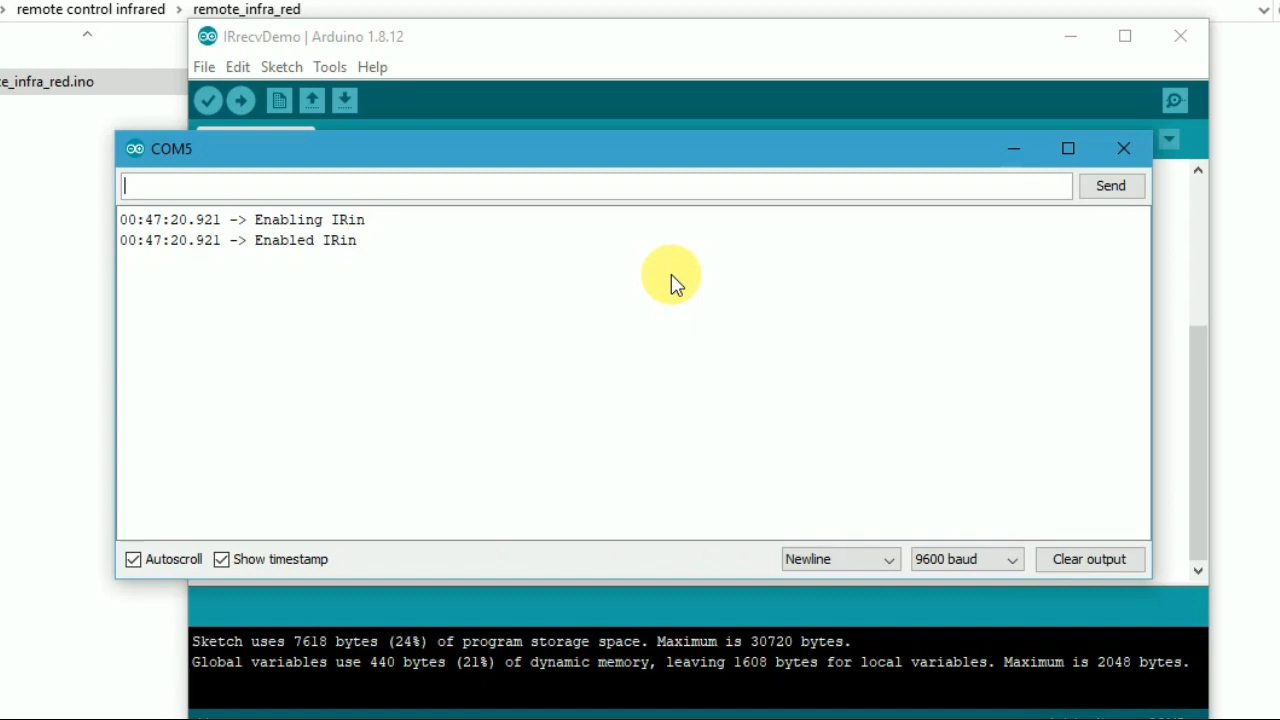 remote control infrared > remote_infra_red
IRrecvDemo | Arduino 1.8.12
File Edit Sketch Tools Help
e_infra_red.ino
COM5
Send
00:47:20.921 -> Enabling IRin
00:47:20.921 -> Enabled IRin
Autoscroll Show timestamp Newline 9600 baud Clear output
Sketch uses 7618 bytes (24%) of program storage space. Maximum is 30720 bytes.
Global variables use 440 bytes (21%) of dynamic memory, leaving 1608 bytes for local variables. Maximum is 2048 bytes.